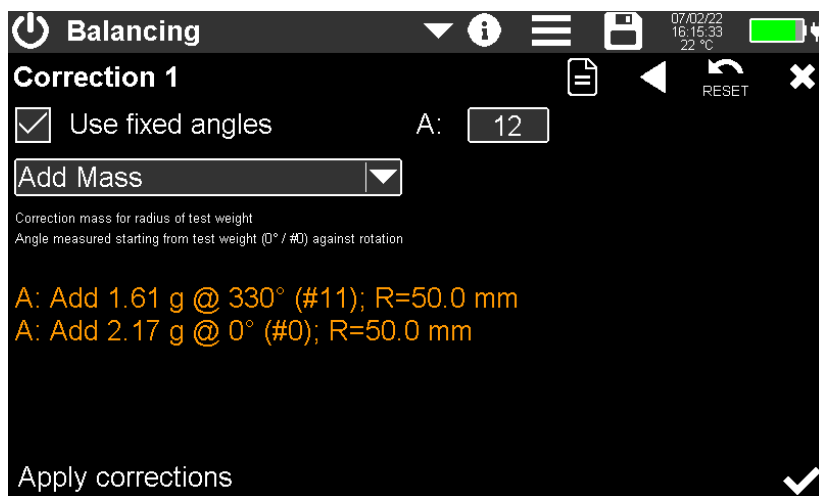 Balancing
07/02/22
16:15:33
22 °C
Correction 1
RESET
Use fixed angles
A: 12
Add Mass
Correction mass for radius of test weight
Angle measured starting from test weight (0° / #0) against rotation
A: Add 1.61 g @ 330° (#11); R=50.0 mm
A: Add 2.17 g @ 0° (#0); R=50.0 mm
Apply corrections